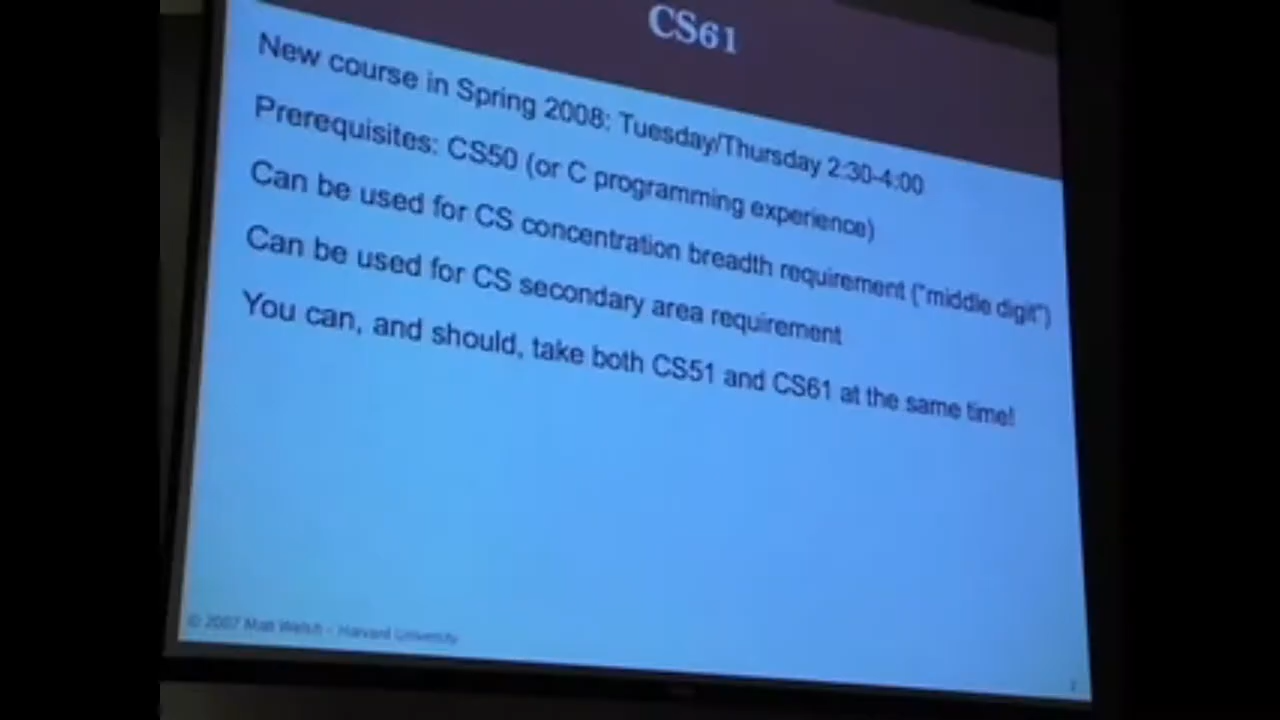 CS61
New course in Spring 2008: Tuesday/Thursday 2:30-4:00
Prerequisites: CS50 (or C programming experience)
Can be used for CS concentration breadth requirement ("middle digit")
Can be used for CS secondary area requirement
You can, and should, take both CS51 and CS61 at the same time!
© 2007 Matt Welsh - Harvard University